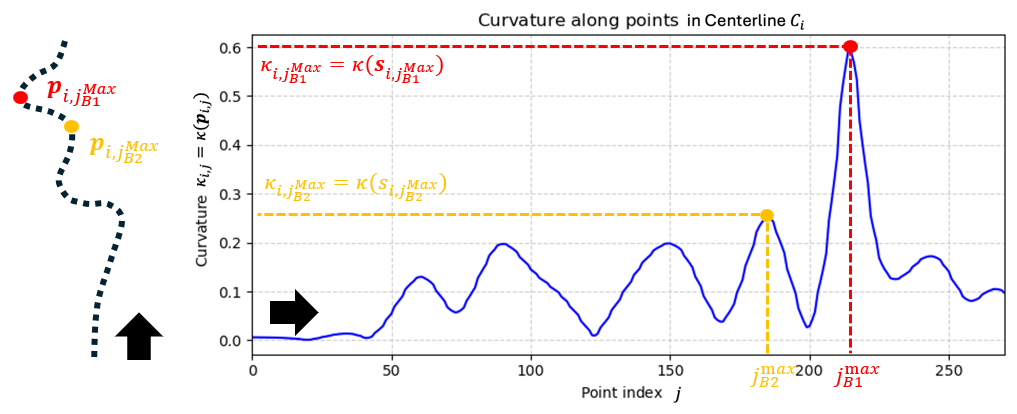 Curvature along points in Centerline C_i
p_{i,j_{B1}^{Max}}
p_{i,j_{B2}^{Max}}
Curvature κ_{i,j} = κ(p_{i,j})
0.6
0.5
0.4
0.3
0.2
0.1
0.0
κ_{i,j_{B1}^{Max}} = κ(s_{i,j_{B1}^{Max}})
κ_{i,j_{B2}^{Max}} = κ(s_{i,j_{B2}^{Max}})
0 50 100 150 200 250
j_{B2}^{max} j_{B1}^{max}
Point index j